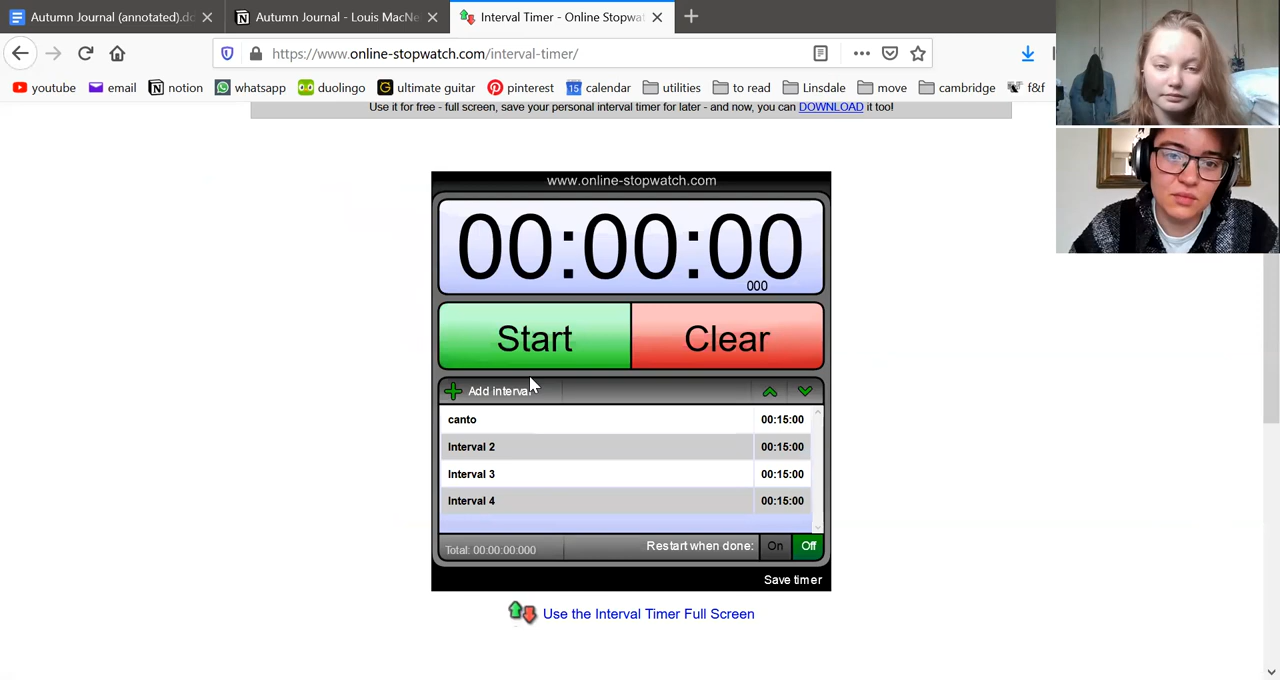 Autumn Journal (annotated).do
Autumn Journal - Louis MacNe
Interval Timer - Online Stopwat
https://www.online-stopwatch.com/interval-timer/
youtube email notion whatsapp duolingo ultimate guitar pinterest calendar utilities to read Linsdale move cambridge f&f
Use it for free - full screen, save your personal interval timer for later - and now, you can DOWNLOAD it too!
www.online-stopwatch.com
00:00:00
000
Start Clear
Add interval
canto 00:15:00
Interval 2 00:15:00
Interval 3 00:15:00
Interval 4 00:15:00
Total: 00:00:00:000 Restart when done: On Off
Save timer
Use the Interval Timer Full Screen